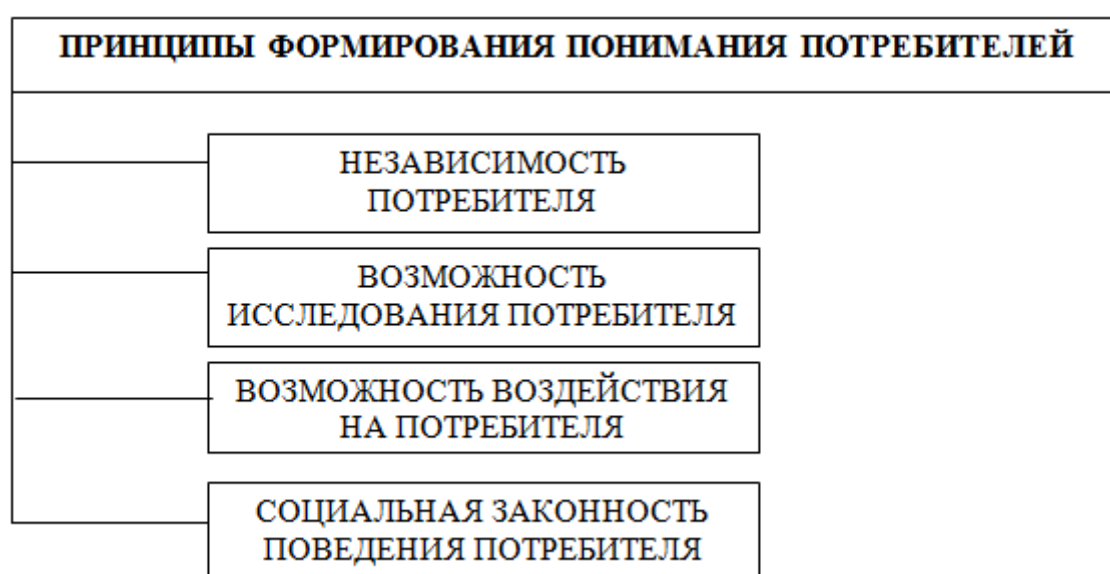 ПРИНЦИПЫ ФОРМИРОВАНИЯ ПОНИМАНИЯ ПОТРЕБИТЕЛЕЙ
НЕЗАВИСИМОСТЬ
ПОТРЕБИТЕЛЯ
ВОЗМОЖНОСТЬ
ИССЛЕДОВАНИЯ ПОТРЕБИТЕЛЯ
ВОЗМОЖНОСТЬ ВОЗДЕЙСТВИЯ
НА ПОТРЕБИТЕЛЯ
СОЦИАЛЬНАЯ ЗАКОННОСТЬ
ПОВЕДЕНИЯ ПОТРЕБИТЕЛЯ